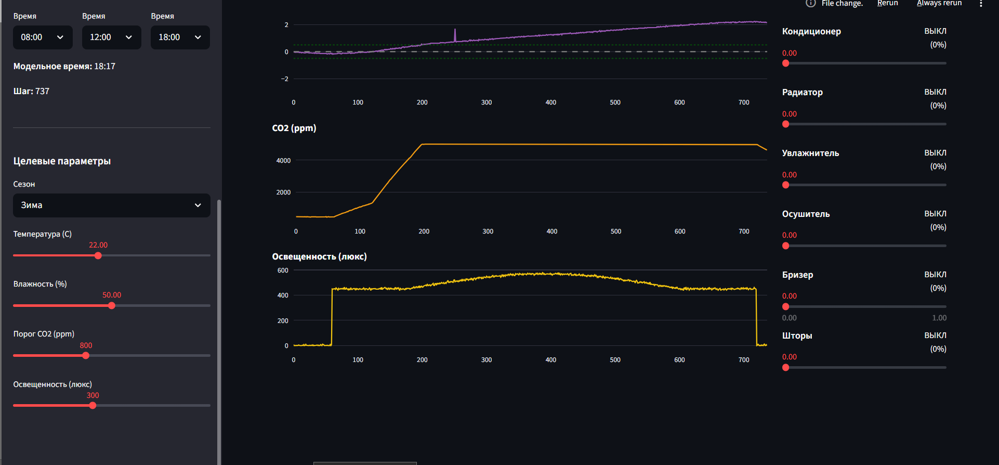 File change.
Rerun
Always rerun
Время
Время
Время
08:00
12:00
18:00
Модельное время: 18:17
Шаг: 737
Целевые параметры
Сезон
Зима
Температура (C)
22.00
Влажность (%)
50.00
Порог CO2 (ppm)
800
Освещенность (люкс)
300
2
0
−2
0 100 200 300 400 500 600 700
CO2 (ppm)
4000
2000
0 100 200 300 400 500 600 700
Освещенность (люкс)
600
400
200
0
0 100 200 300 400 500 600 700
Кондиционер ВЫКЛ
(0%)
0.00
Радиатор ВЫКЛ
(0%)
0.00
Увлажнитель ВЫКЛ
(0%)
0.00
Осушитель ВЫКЛ
(0%)
0.00
Бризер ВЫКЛ
(0%)
0.00
0.00 1.00
Шторы ВЫКЛ
(0%)
0.00